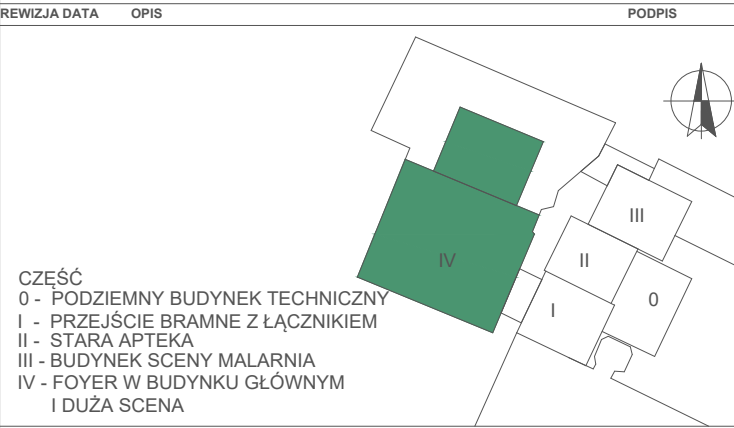 REWIZJA DATA OPIS PODPIS
III
II
IV
0
I
CZĘŚĆ
0 - PODZIEMNY BUDYNEK TECHNICZNY
I - PRZEJŚCIE BRAMNE Z ŁĄCZNIKIEM
II - STARA APTEKA
III - BUDYNEK SCENY MALARNIA
IV - FOYER W BUDYNKU GŁÓWNYM
I DUŻA SCENA